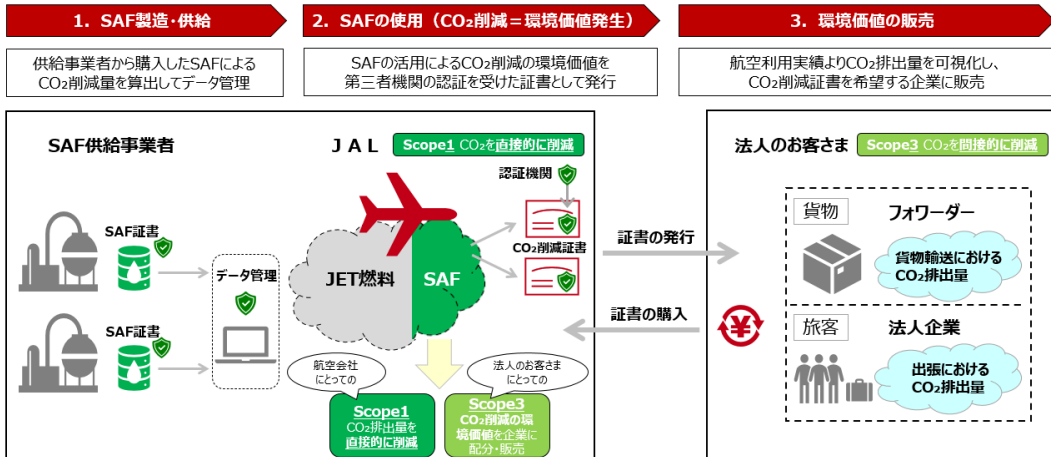 1. SAF製造・供給
2. SAFの使用（CO₂削減＝環境価値発生）
3. 環境価値の販売
供給事業者から購入したSAFによる
CO₂削減量を算出してデータ管理
SAFの活用によるCO₂削減の環境価値を
第三者機関の認証を受けた証書として発行
航空利用実績よりCO₂排出量を可視化し、
CO₂削減証書を希望する企業に販売
SAF供給事業者
JAL
Scope1 CO₂を直接的に削減
法人のお客さま
Scope3 CO₂を間接的に削減
認証機関
SAF証書
データ管理
JET燃料
SAF
CO₂削減証書
証書の発行
貨物
フォワーダー
貨物輸送における
CO₂排出量
SAF証書
証書の購入
¥
旅客
法人企業
出張における
CO₂排出量
航空会社
にとっての
法人のお客さま
にとっての
Scope1
CO₂排出量を
直接的に削減
Scope3
CO₂削減の環
境価値を企業に
配分・販売